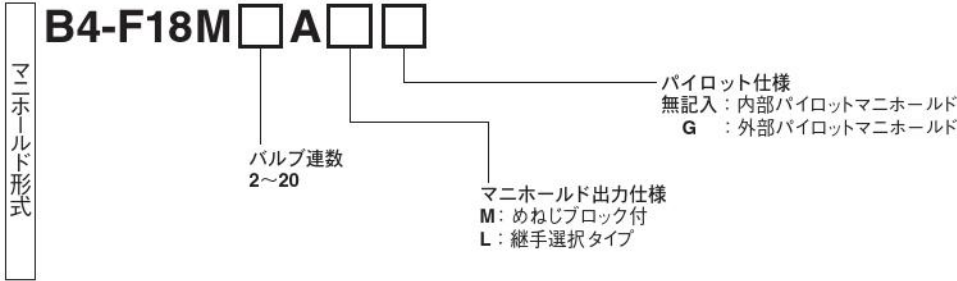 マニホールド形式
B4-F18M□A□□
パイロット仕様
無記入：内部パイロットマニホールド
G ：外部パイロットマニホールド
バルブ連数
2～20
マニホールド出力仕様
M：めねじブロック付
L：継手選択タイプ